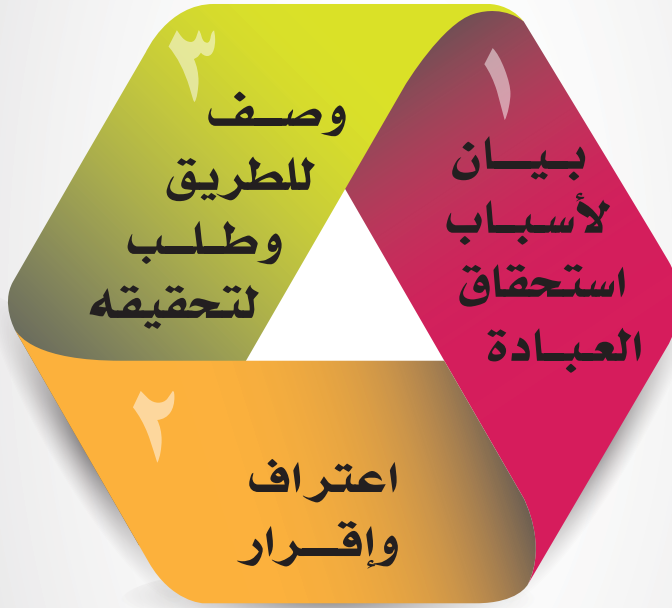 ١
بيان
لأسباب
استحقاق
العبادة
٢
اعتراف
وإقرار
٣
وصف
للطريق
وطلب
لتحقيقه